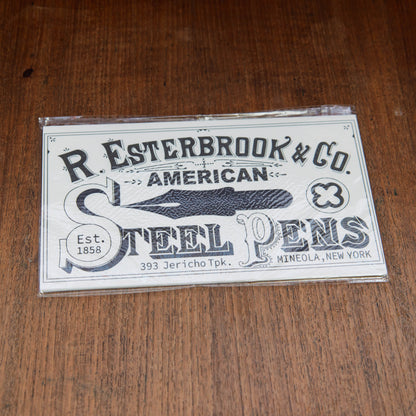 R. ESTERBROOK & CO.
AMERICAN
STEEL PENS
Est.
1858
393 Jericho Tpk.
MINEOLA, NEW YORK